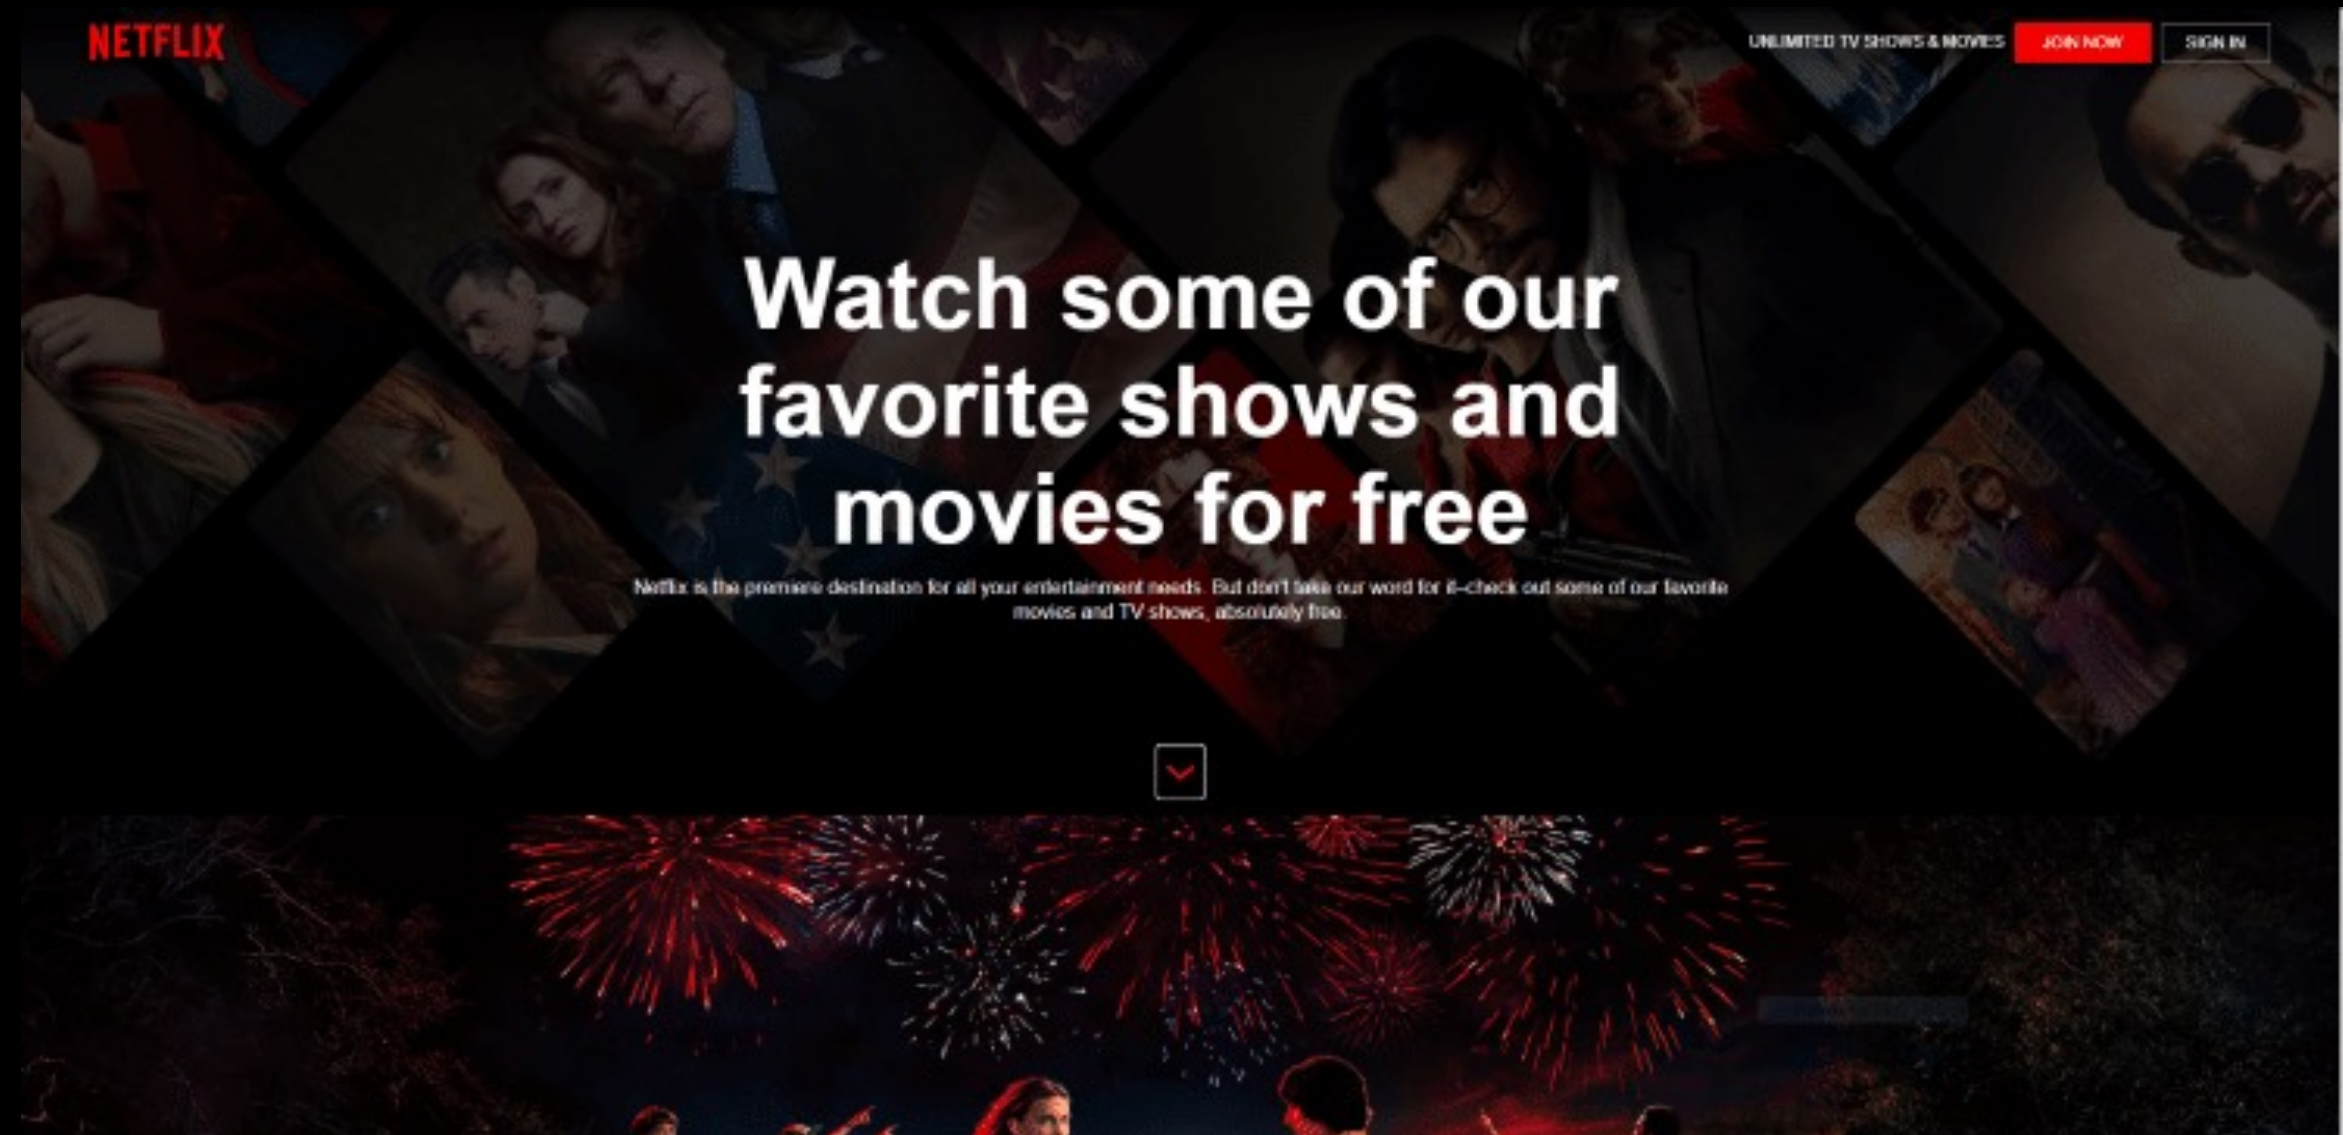 NETFLIX
UNLIMITED TV SHOWS & MOVIES
JOIN NOW
SIGN IN
Watch some of our
favorite shows and
movies for free
Netflix is the premiere destination for all your entertainment needs. But don't take our word for it--check out some of our favorite
movies and TV shows, absolutely free.